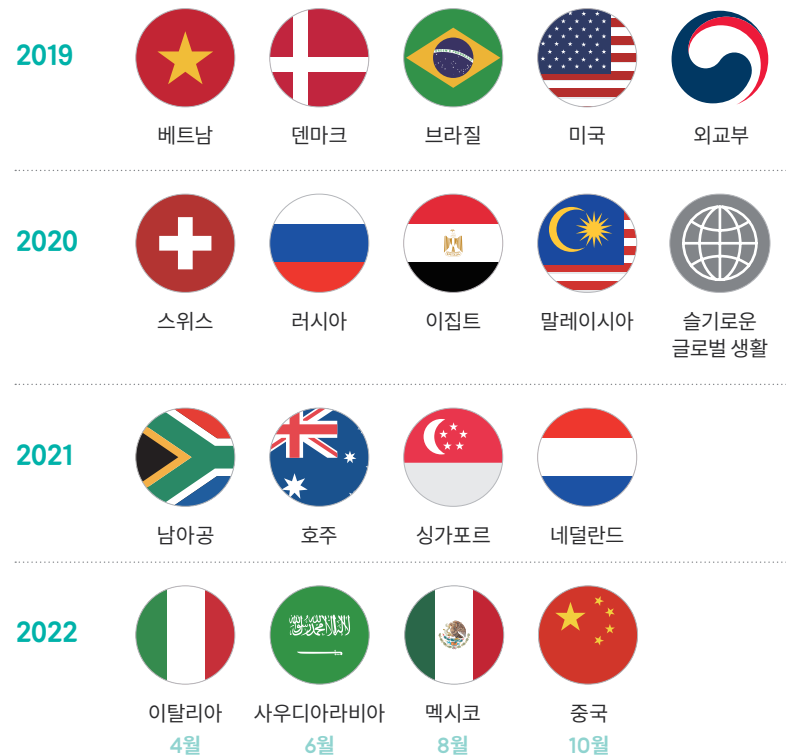 2019
베트남 덴마크 브라질 미국 외교부
2020
스위스 러시아 이집트 말레이시아 슬기로운
글로벌 생활
2021
남아공 호주 싱가포르 네덜란드
2022
이탈리아 사우디아라비아 멕시코 중국
4월 6월 8월 10월